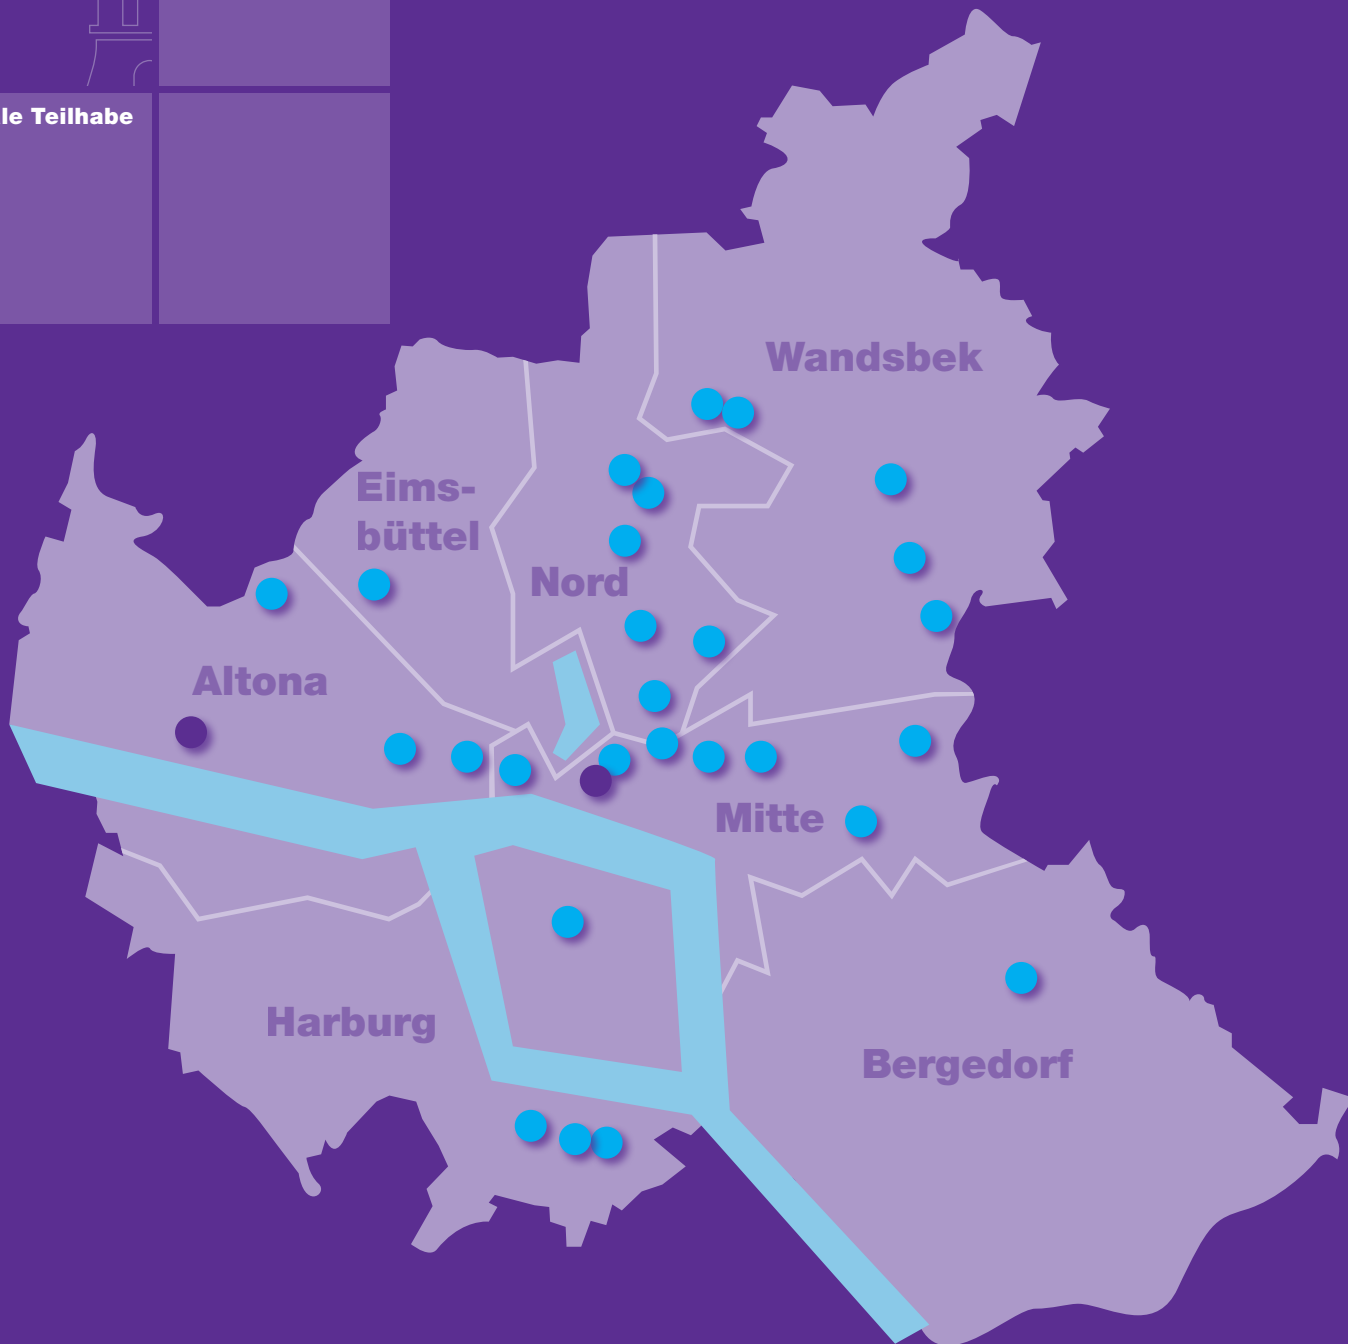 le Teilhabe
Wandsbek
Eims-
büttel
Nord
Altona
Mitte
Harburg
Bergedorf